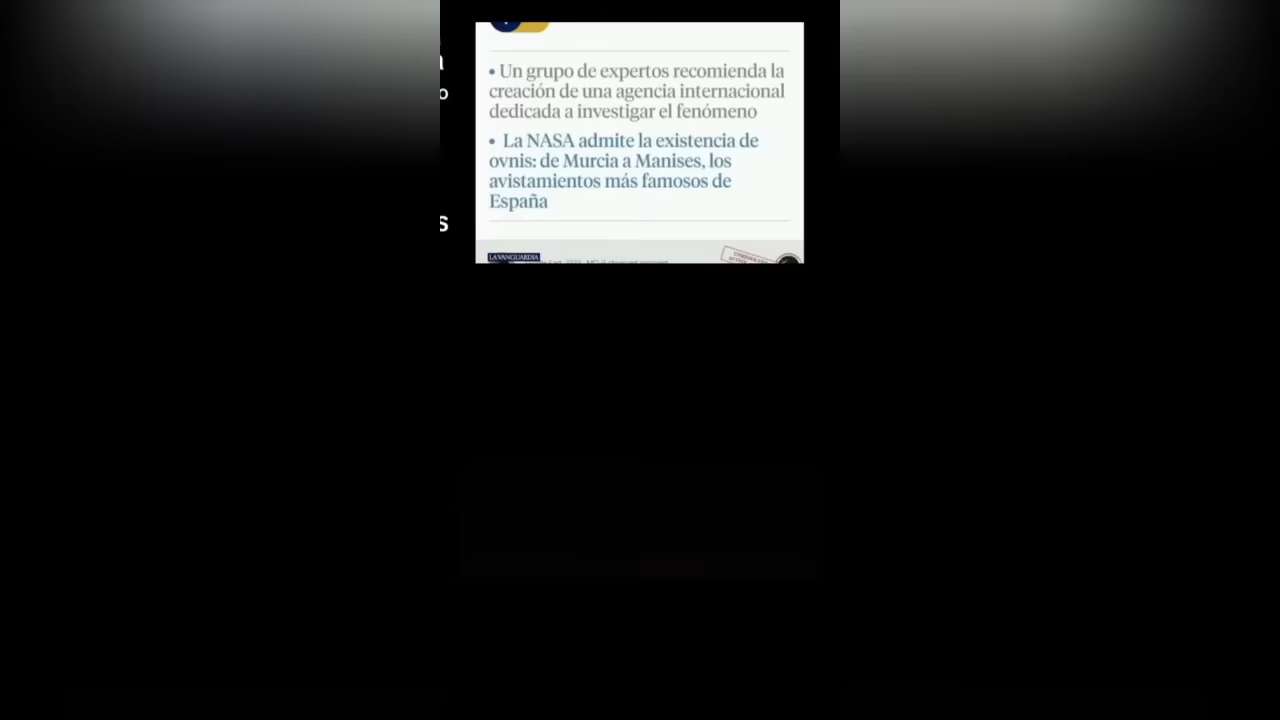 • Un grupo de expertos recomienda la
creación de una agencia internacional
dedicada a investigar el fenómeno
• La NASA admite la existencia de
ovnis: de Murcia a Manises, los
avistamientos más famosos de
España
LA VANGUARDIA
o
s